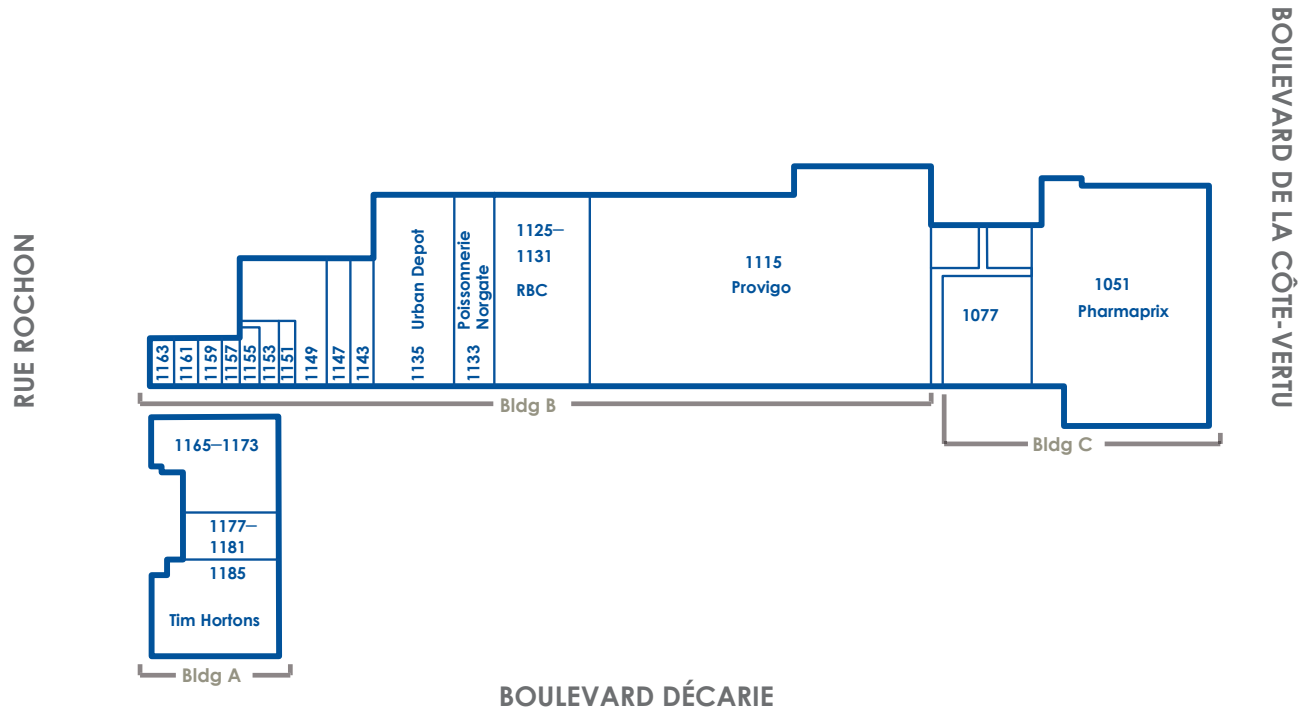 BOULEVARD DE LA CÔTE-VERTU
RUE ROCHON
1163
1161
1159
1157
1155
1153
1151
1149
1147
1143
1135 Urban Depot
1133 Poissonnerie
Norgate
1125–
1131
RBC
1115
Provigo
1077
1051
Pharmaprix
Bldg B
Bldg C
1165–1173
1177–
1181
1185
Tim Hortons
Bldg A
BOULEVARD DÉCARIE